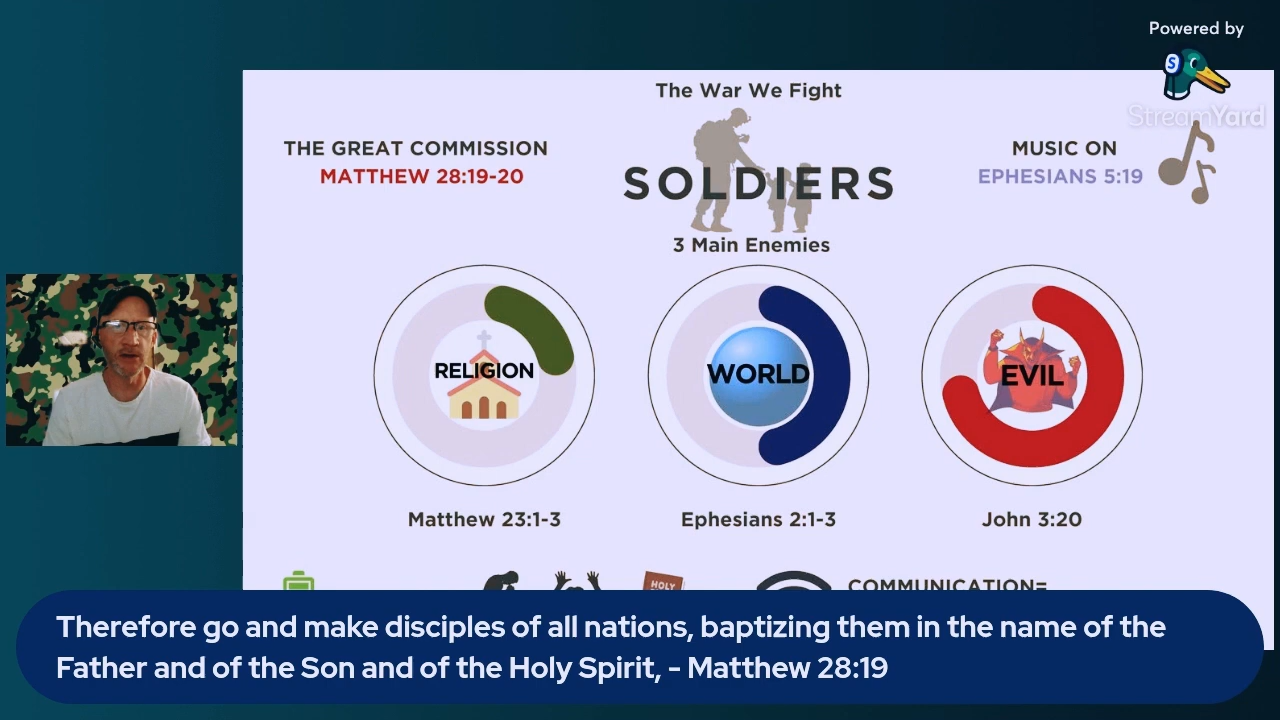 Powered by
StreamYard
The War We Fight
THE GREAT COMMISSION
MATTHEW 28:19-20
SOLDIERS
MUSIC ON
EPHESIANS 5:19
3 Main Enemies
RELIGION
WORLD
EVIL
Matthew 23:1-3
Ephesians 2:1-3
John 3:20
HOLY
COMMUNICATION=
Therefore go and make disciples of all nations, baptizing them in the name of the
Father and of the Son and of the Holy Spirit, - Matthew 28:19